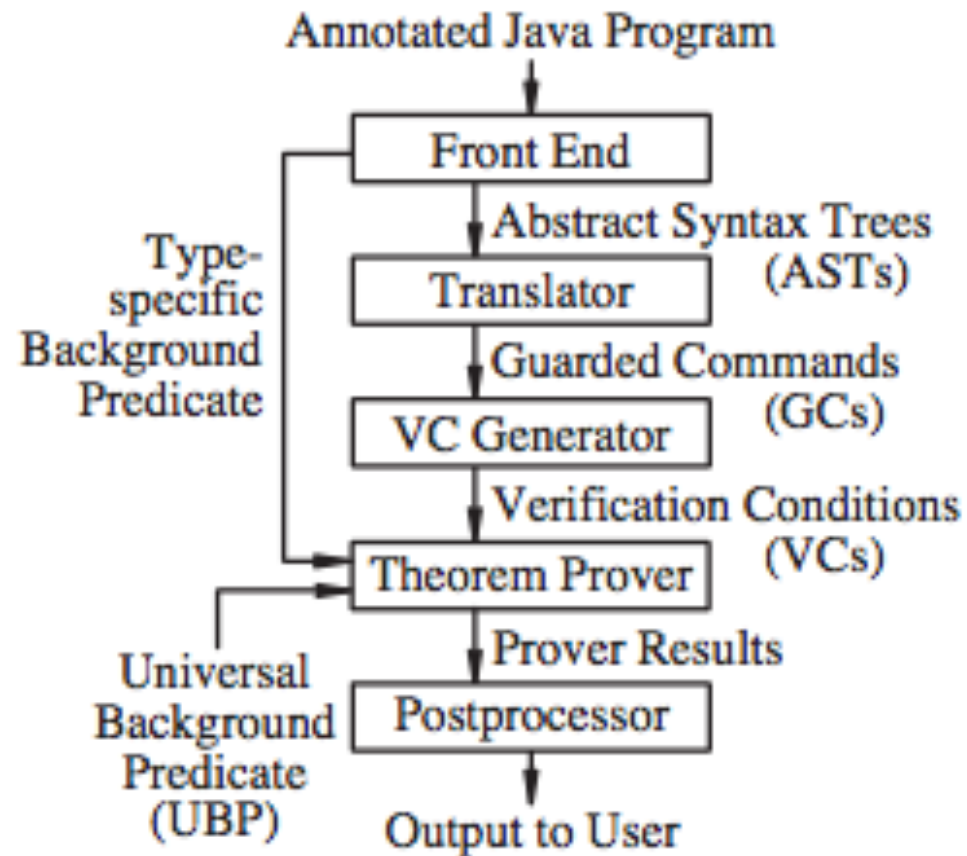 Annotated Java Program
Front End
Abstract Syntax Trees
(ASTs)
Type-
specific
Background
Predicate
Translator
Guarded Commands
(GCs)
VC Generator
Verification Conditions
(VCs)
Theorem Prover
Prover Results
Universal
Background
Predicate
(UBP)
Postprocessor
Output to User